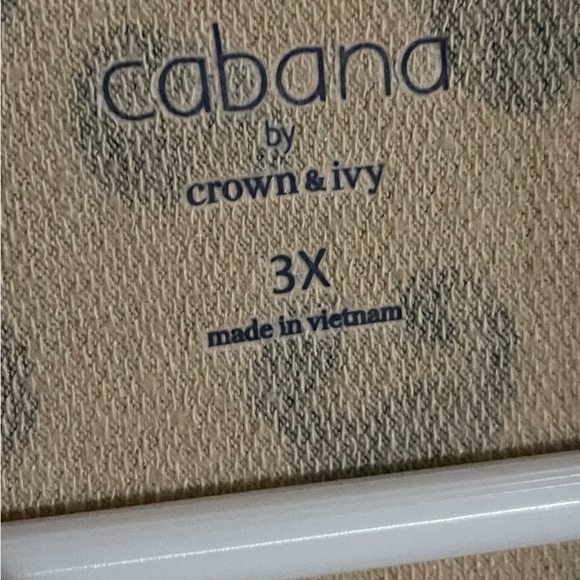 cabana
by
crown & ivy
3X
made in vietnam